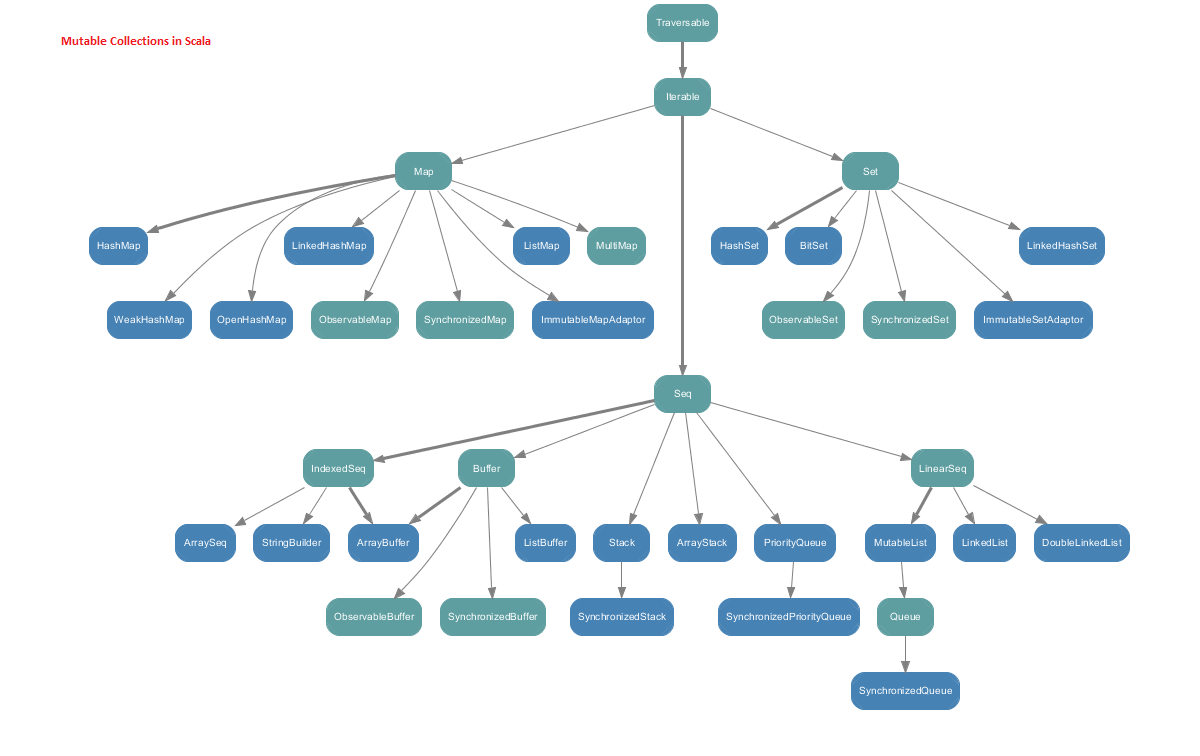 Traversable
Mutable Collections in Scala
Iterable
Map
Set
HashMap
LinkedHashMap
ListMap
MultiMap
HashSet
BitSet
LinkedHashSet
WeakHashMap
OpenHashMap
ObservableMap
SynchronizedMap
ImmutableMapAdaptor
ObservableSet
SynchronizedSet
ImmutableSetAdaptor
Seq
IndexedSeq
Buffer
LinearSeq
ArraySeq
StringBuilder
ArrayBuffer
ListBuffer
Stack
ArrayStack
PriorityQueue
MutableList
LinkedList
DoubleLinkedList
ObservableBuffer
SynchronizedBuffer
SynchronizedStack
SynchronizedPriorityQueue
Queue
SynchronizedQueue